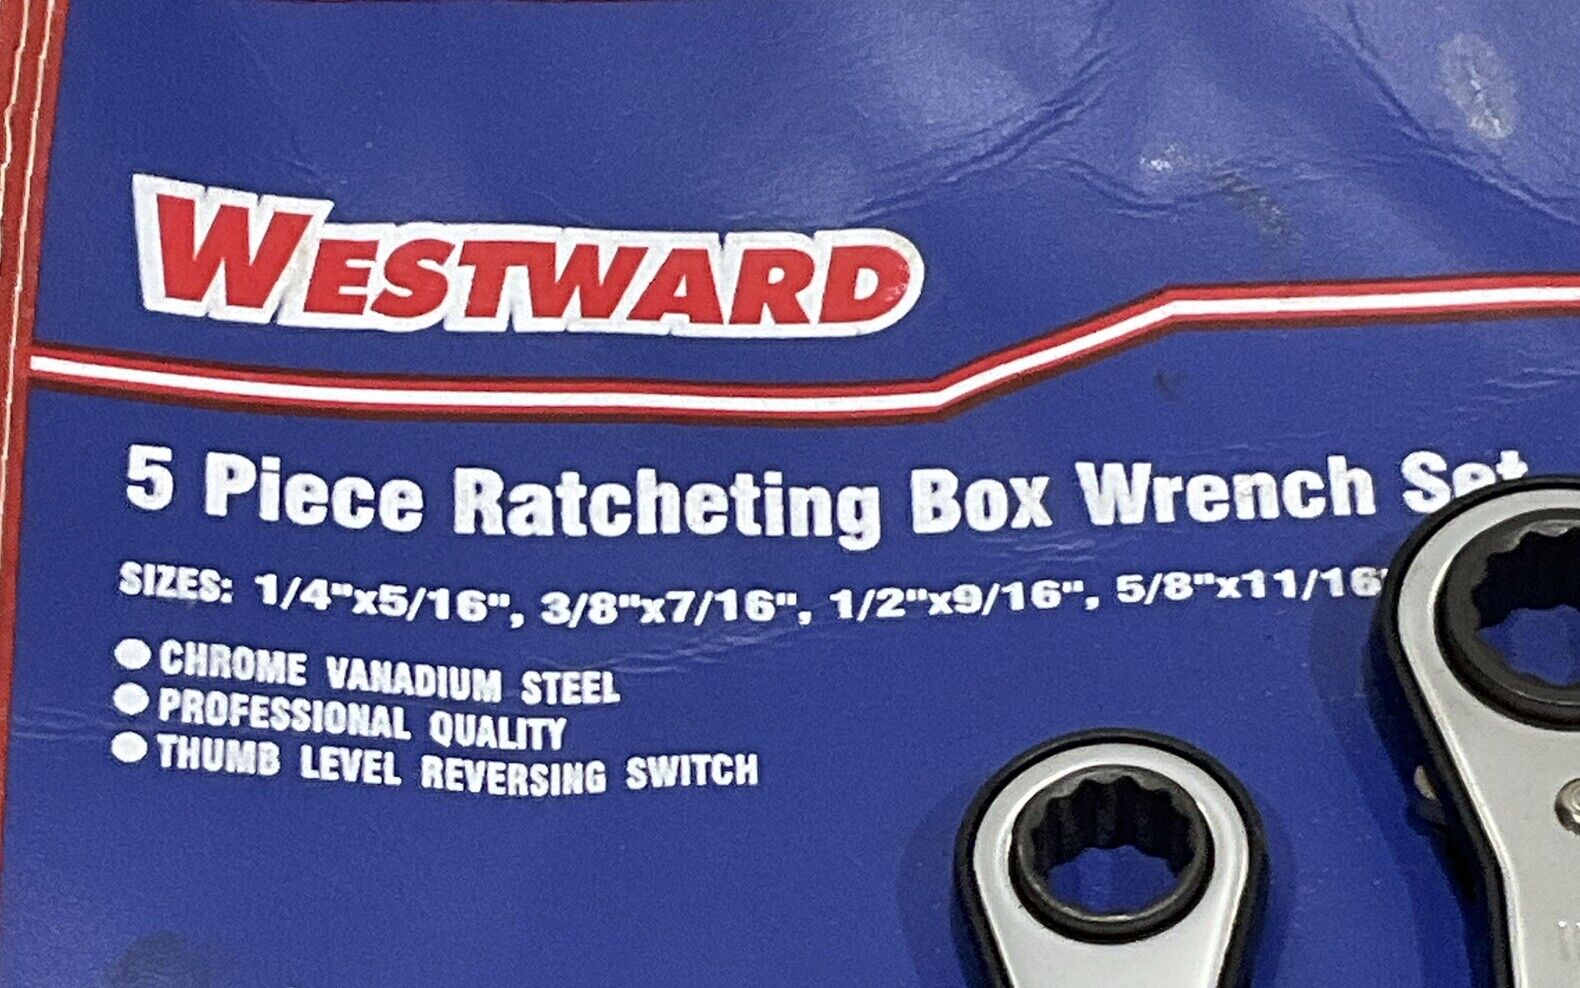 WESTWARD
5 Piece Ratcheting Box Wrench Set
SIZES: 1/4"x5/16", 3/8"x7/16", 1/2"x9/16", 5/8"x11/16"
● CHROME VANADIUM STEEL
● PROFESSIONAL QUALITY
● THUMB LEVEL REVERSING SWITCH